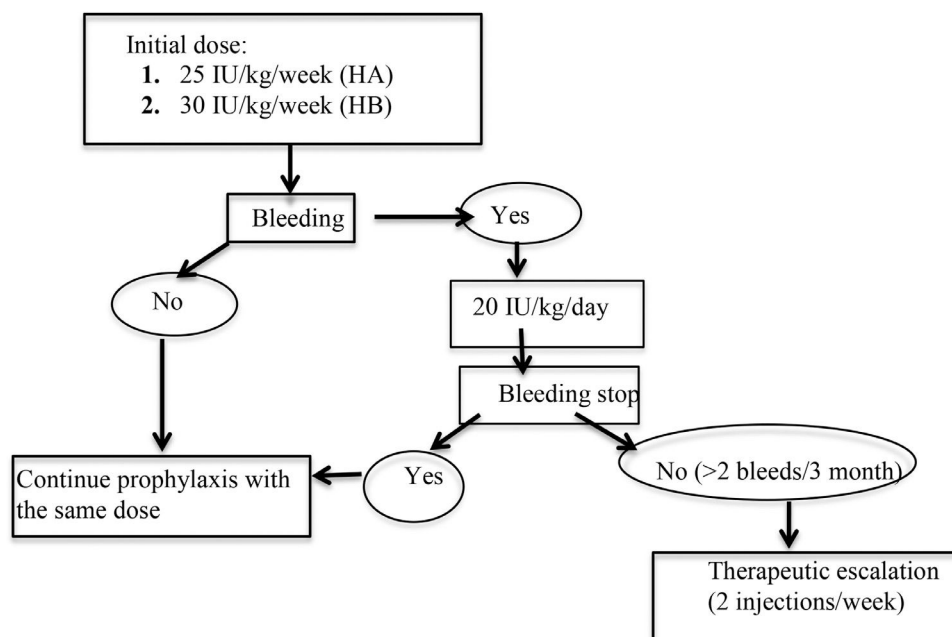 Initial dose:
1. 25 IU/kg/week (HA)
2. 30 IU/kg/week (HB)
Bleeding
Yes
No
20 IU/kg/day
Bleeding stop
Yes
No (>2 bleeds/3 month)
Continue prophylaxis with
the same dose
Therapeutic escalation
(2 injections/week)